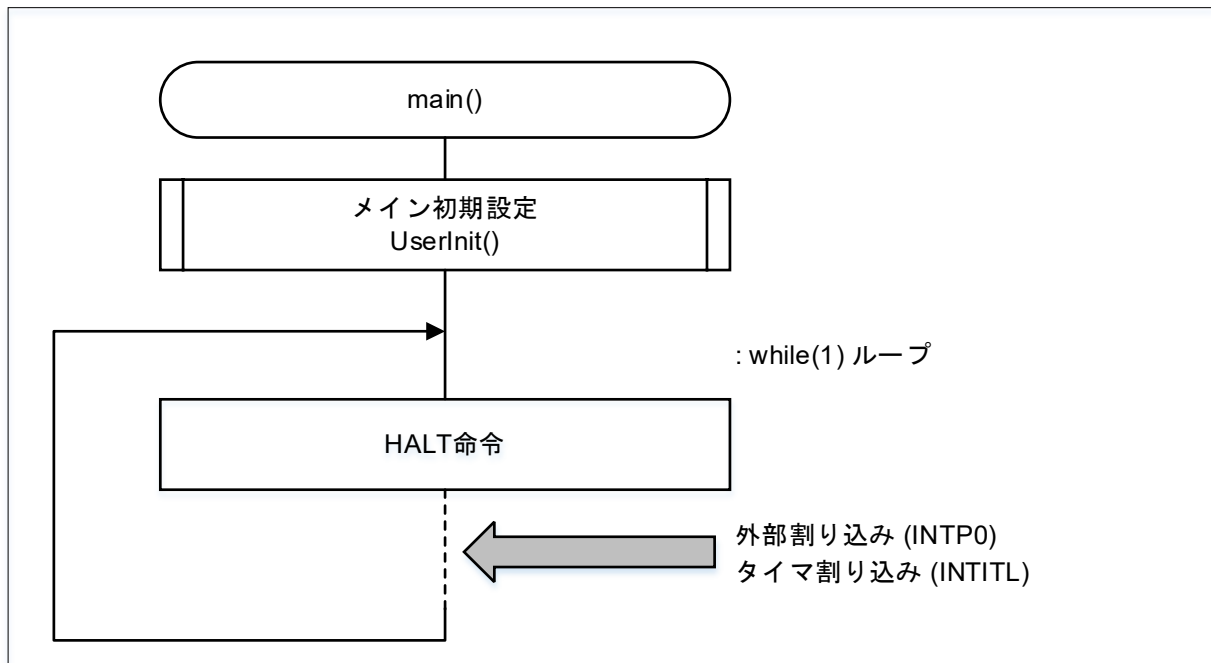 main()
メイン初期設定
UserInit()
: while(1) ループ
HALT命令
外部割り込み (INTP0)
タイマ割り込み (INTITL)